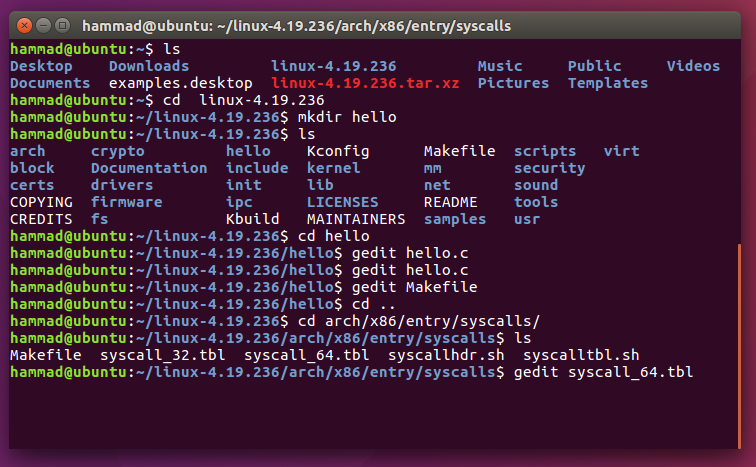 hammad@ubuntu: ~/linux-4.19.236/arch/x86/entry/syscalls
hammad@ubuntu:~$ ls
Desktop    Downloads         linux-4.19.236         Music     Public     Videos
Documents  examples.desktop  linux-4.19.236.tar.xz  Pictures  Templates
hammad@ubuntu:~$ cd  linux-4.19.236
hammad@ubuntu:~/linux-4.19.236$ mkdir hello
hammad@ubuntu:~/linux-4.19.236$ ls
arch     crypto         hello    Kconfig      Makefile  scripts   virt
block    Documentation  include  kernel       mm        security
certs    drivers        init     lib          net       sound
COPYING  firmware       ipc      LICENSES     README    tools
CREDITS  fs             Kbuild   MAINTAINERS  samples   usr
hammad@ubuntu:~/linux-4.19.236$ cd hello
hammad@ubuntu:~/linux-4.19.236/hello$ gedit hello.c
hammad@ubuntu:~/linux-4.19.236/hello$ gedit hello.c
hammad@ubuntu:~/linux-4.19.236/hello$ gedit Makefile
hammad@ubuntu:~/linux-4.19.236/hello$ cd ..
hammad@ubuntu:~/linux-4.19.236$ cd arch/x86/entry/syscalls/
hammad@ubuntu:~/linux-4.19.236/arch/x86/entry/syscalls$ ls
Makefile  syscall_32.tbl  syscall_64.tbl  syscallhdr.sh  syscalltbl.sh
hammad@ubuntu:~/linux-4.19.236/arch/x86/entry/syscalls$ gedit syscall_64.tbl